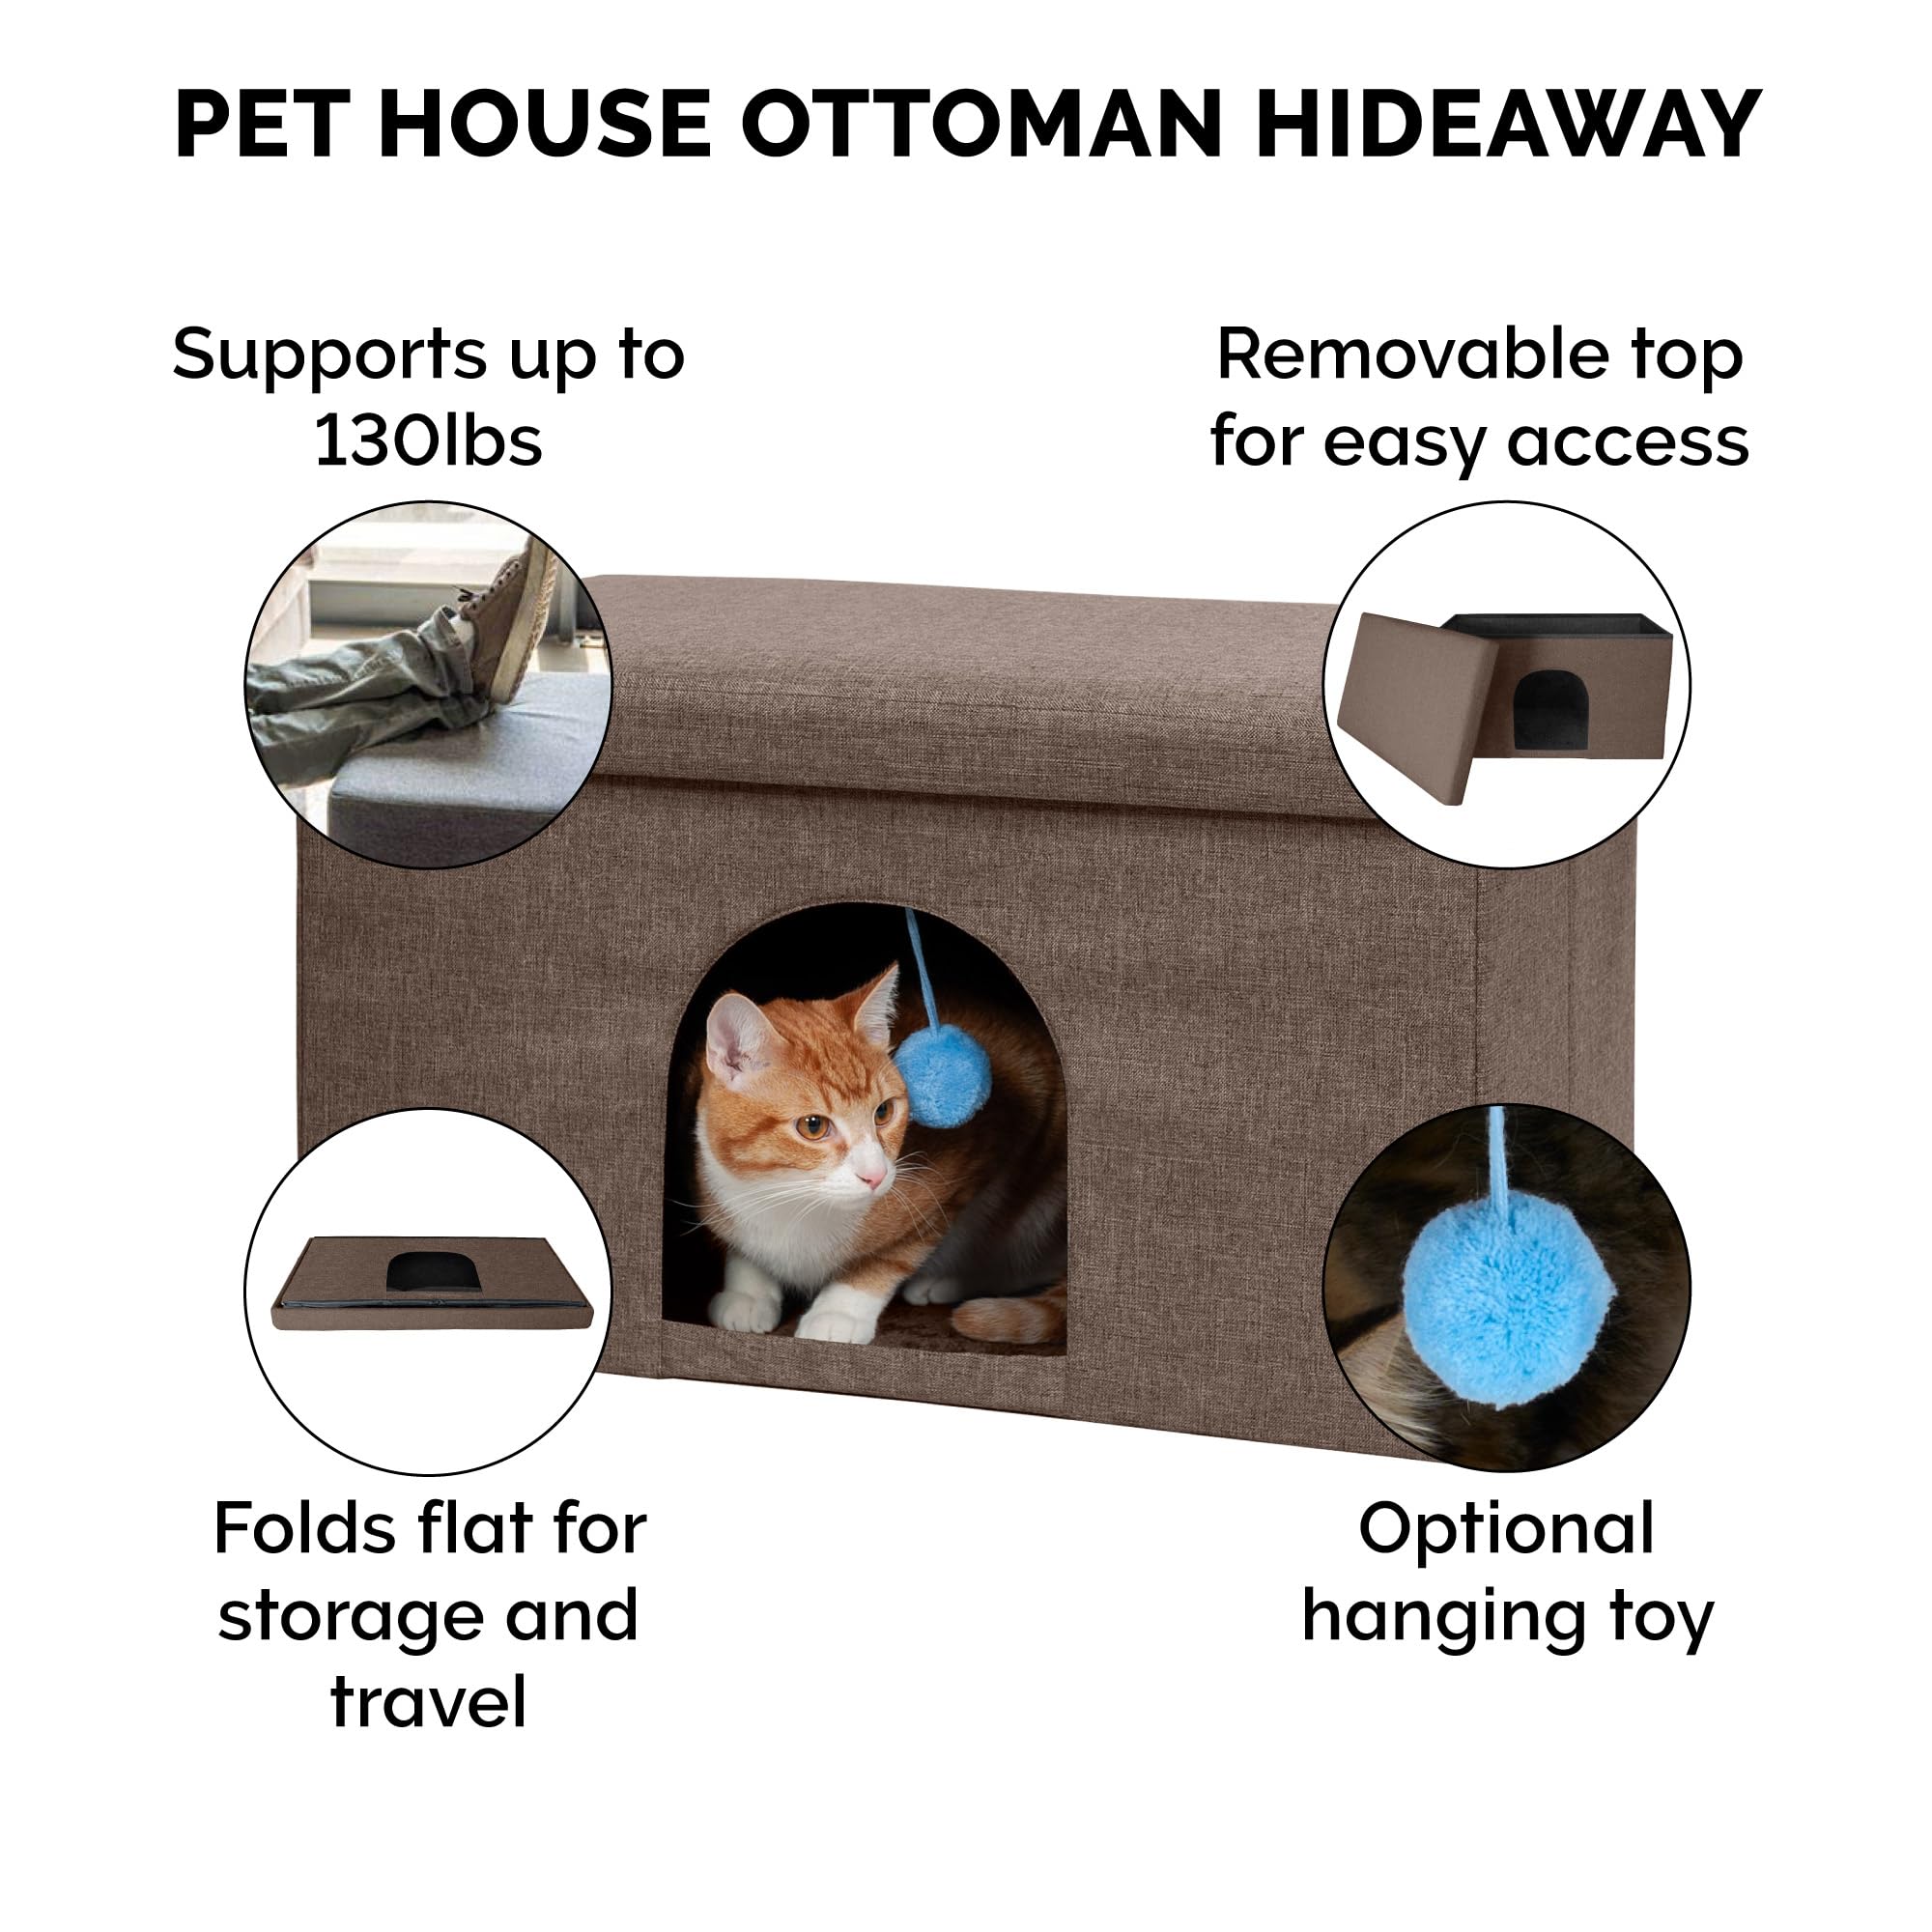 PET HOUSE OTTOMAN HIDEAWAY
Supports up to
130lbs
Removable top
for easy access
Folds flat for
storage and
travel
Optional
hanging toy